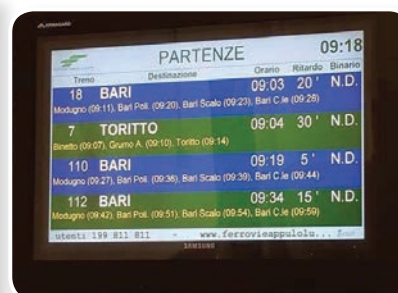 PARTENZE 09:18
Treno Destinazione Orario Ritardo Binario
18 BARI 09:03 20 ' N.D.
Modugno (09:11), Bari Poli. (09:20), Bari Scalo (09:23), Bari C.le (09:28)
7 TORITTO 09:04 30 ' N.D.
Binetto (09:07), Grumo A. (09:10), Toritto (09:14)
110 BARI 09:19 5 ' N.D.
Modugno (09:27), Bari Poli. (09:36), Bari Scalo (09:39), Bari C.le (09:44)
112 BARI 09:34 15 ' N.D.
Modugno (09:42), Bari Poli. (09:51), Bari Scalo (09:54), Bari C.le (09:59)
utenti 199 811 811 - www.ferrovieappulolu...
SAMSUNG